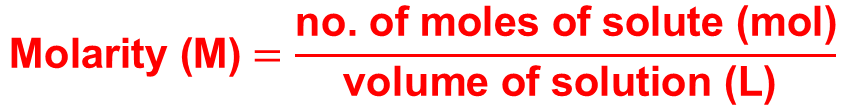 Molarity (M) = no. of moles of solute (mol)
volume of solution (L)